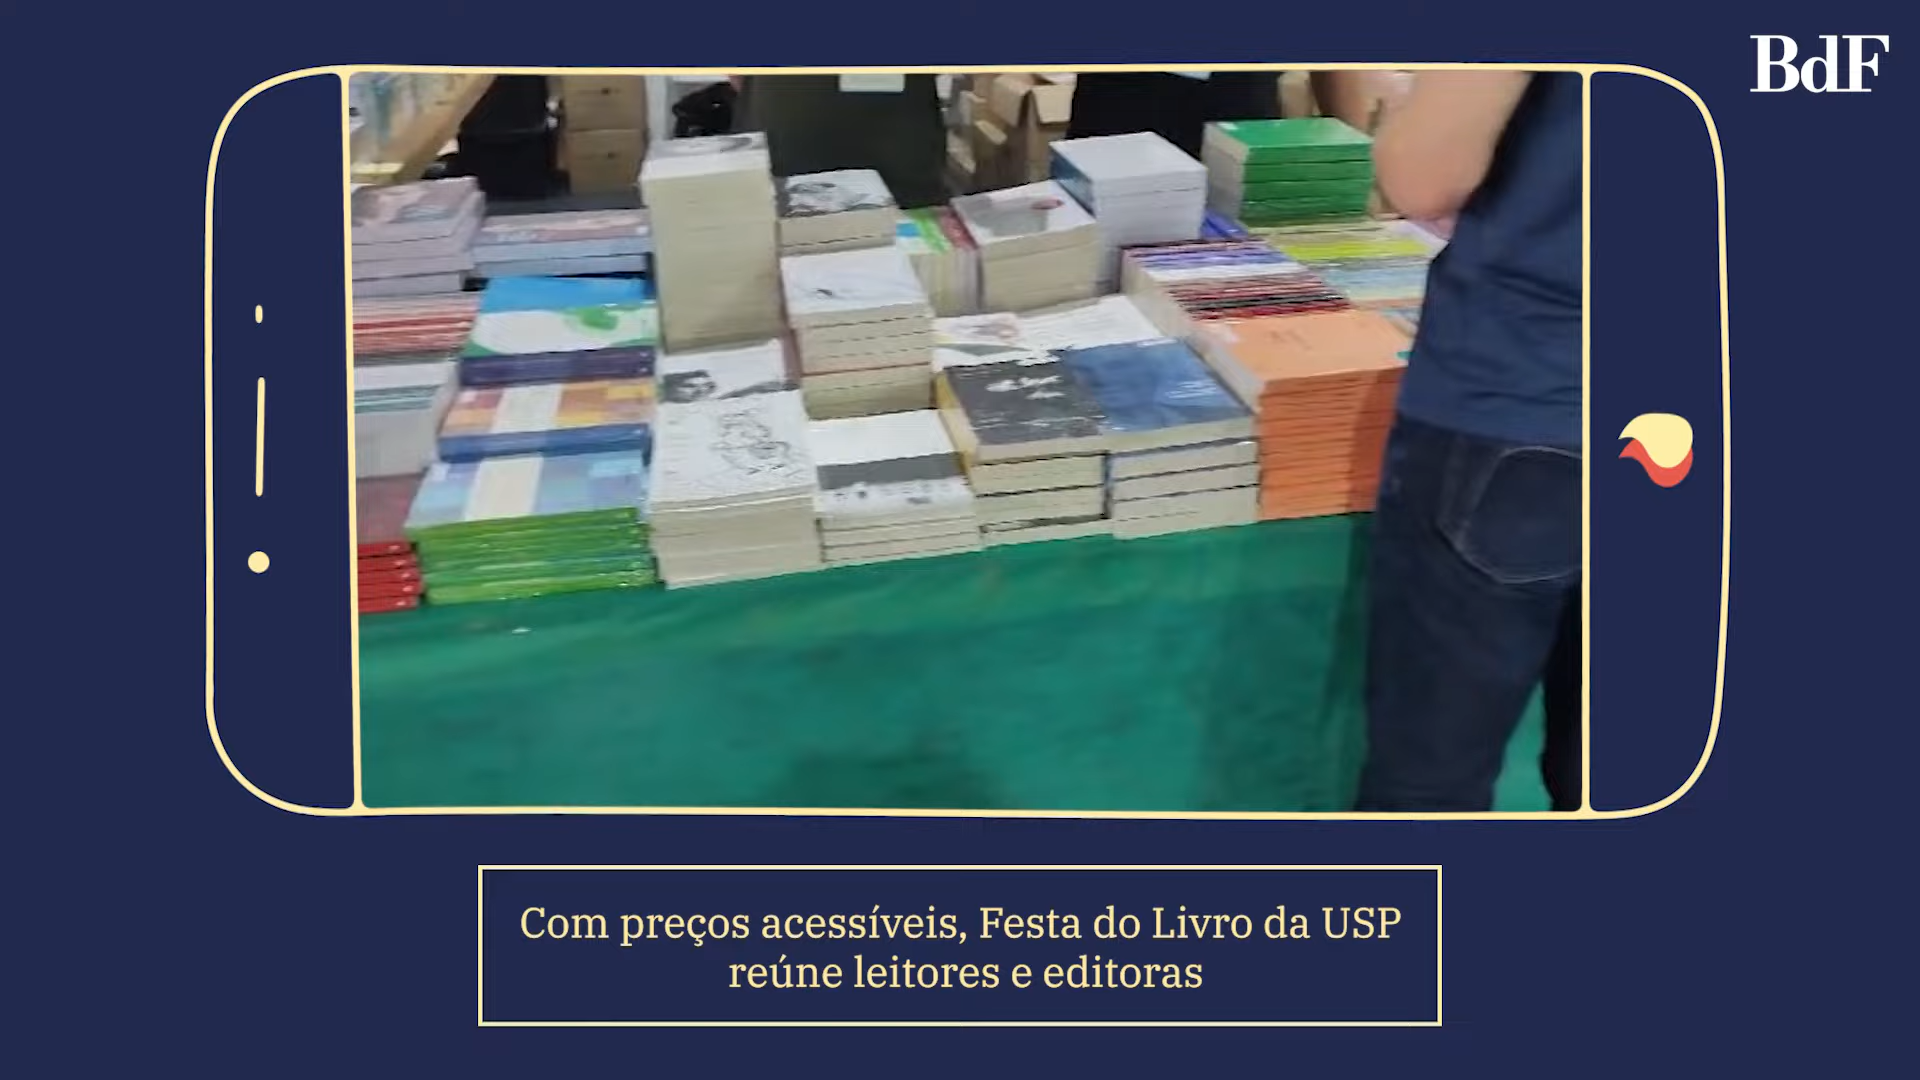 BdF
Com preços acessíveis, Festa do Livro da USP
reúne leitores e editoras